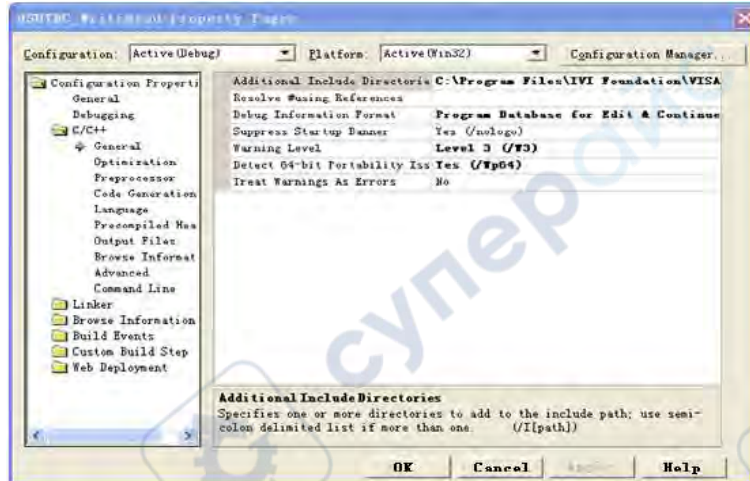 Property Pages
Configuration: Active(Debug) Platform: Active(Win32) Configuration Manager...
Configuration Properti
General
Debugging
C/C++
General
Optimization
Preprocessor
Code Generation
Language
Precompiled Hea
Output Files
Browse Informat
Advanced
Command Line
Linker
Browse Information
Build Events
Custom Build Step
Web Deployment
Additional Include Directorie C:\Program Files\IVI Foundation\VISA
Resolve #using References
Debug Information Format Program Database for Edit & Continue
Suppress Startup Banner Yes (/nologo)
Warning Level Level 3 (/W3)
Detect 64-bit Portability Iss Yes (/Wp64)
Treat Warnings As Errors No
Additional Include Directories
Specifies one or more directories to add to the include path; use semi-
colon delimited list if more than one. (/I[path])
OK Cancel Apply Help
супер